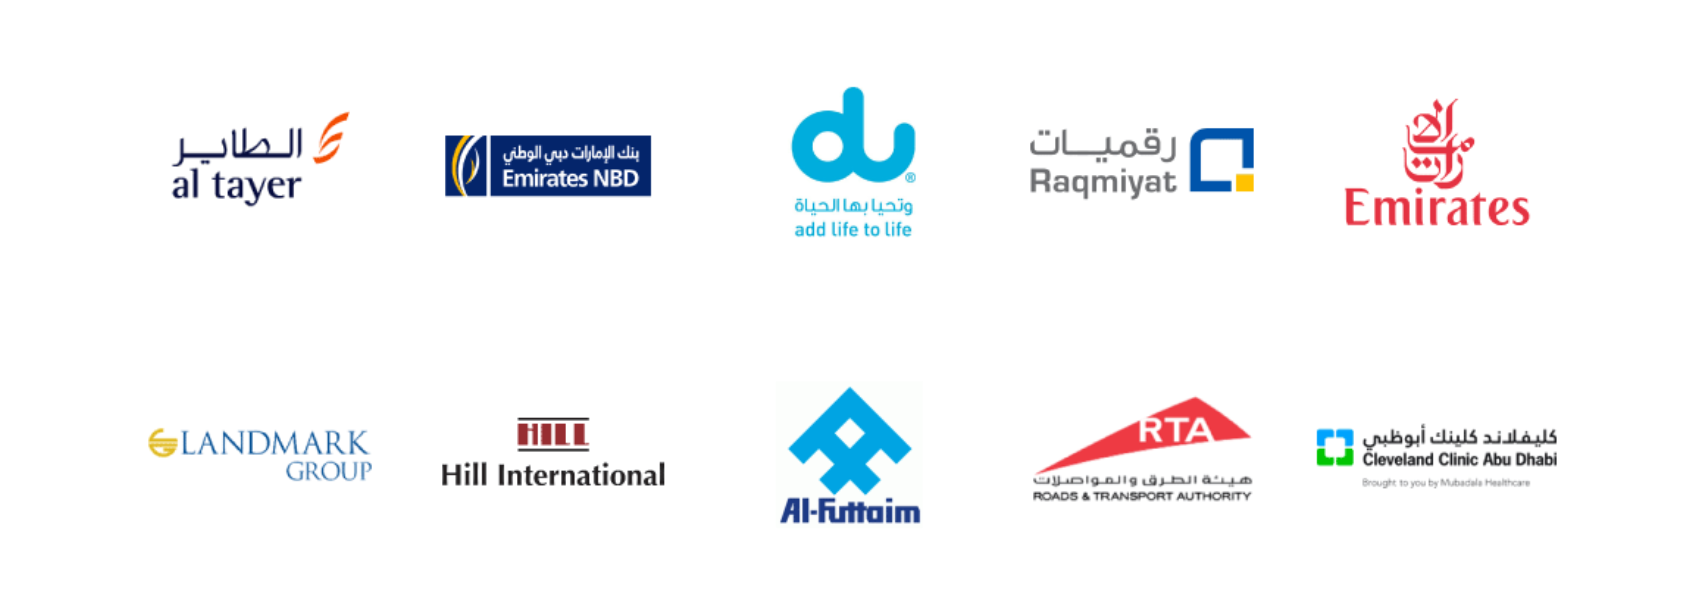 الطاير
al tayer
بنك الإمارات دبي الوطني
Emirates NBD
du
®
وتحيا بها الحياة
add life to life
رقميات
Raqmiyat
الإمارات
Emirates
LANDMARK
GROUP
HILL
Hill International
Al-Futtaim
RTA
هيئة الطرق والمواصلات
ROADS & TRANSPORT AUTHORITY
كليفلاند كلينك أبوظبي
Cleveland Clinic Abu Dhabi
Brought to you by Mubadala Healthcare